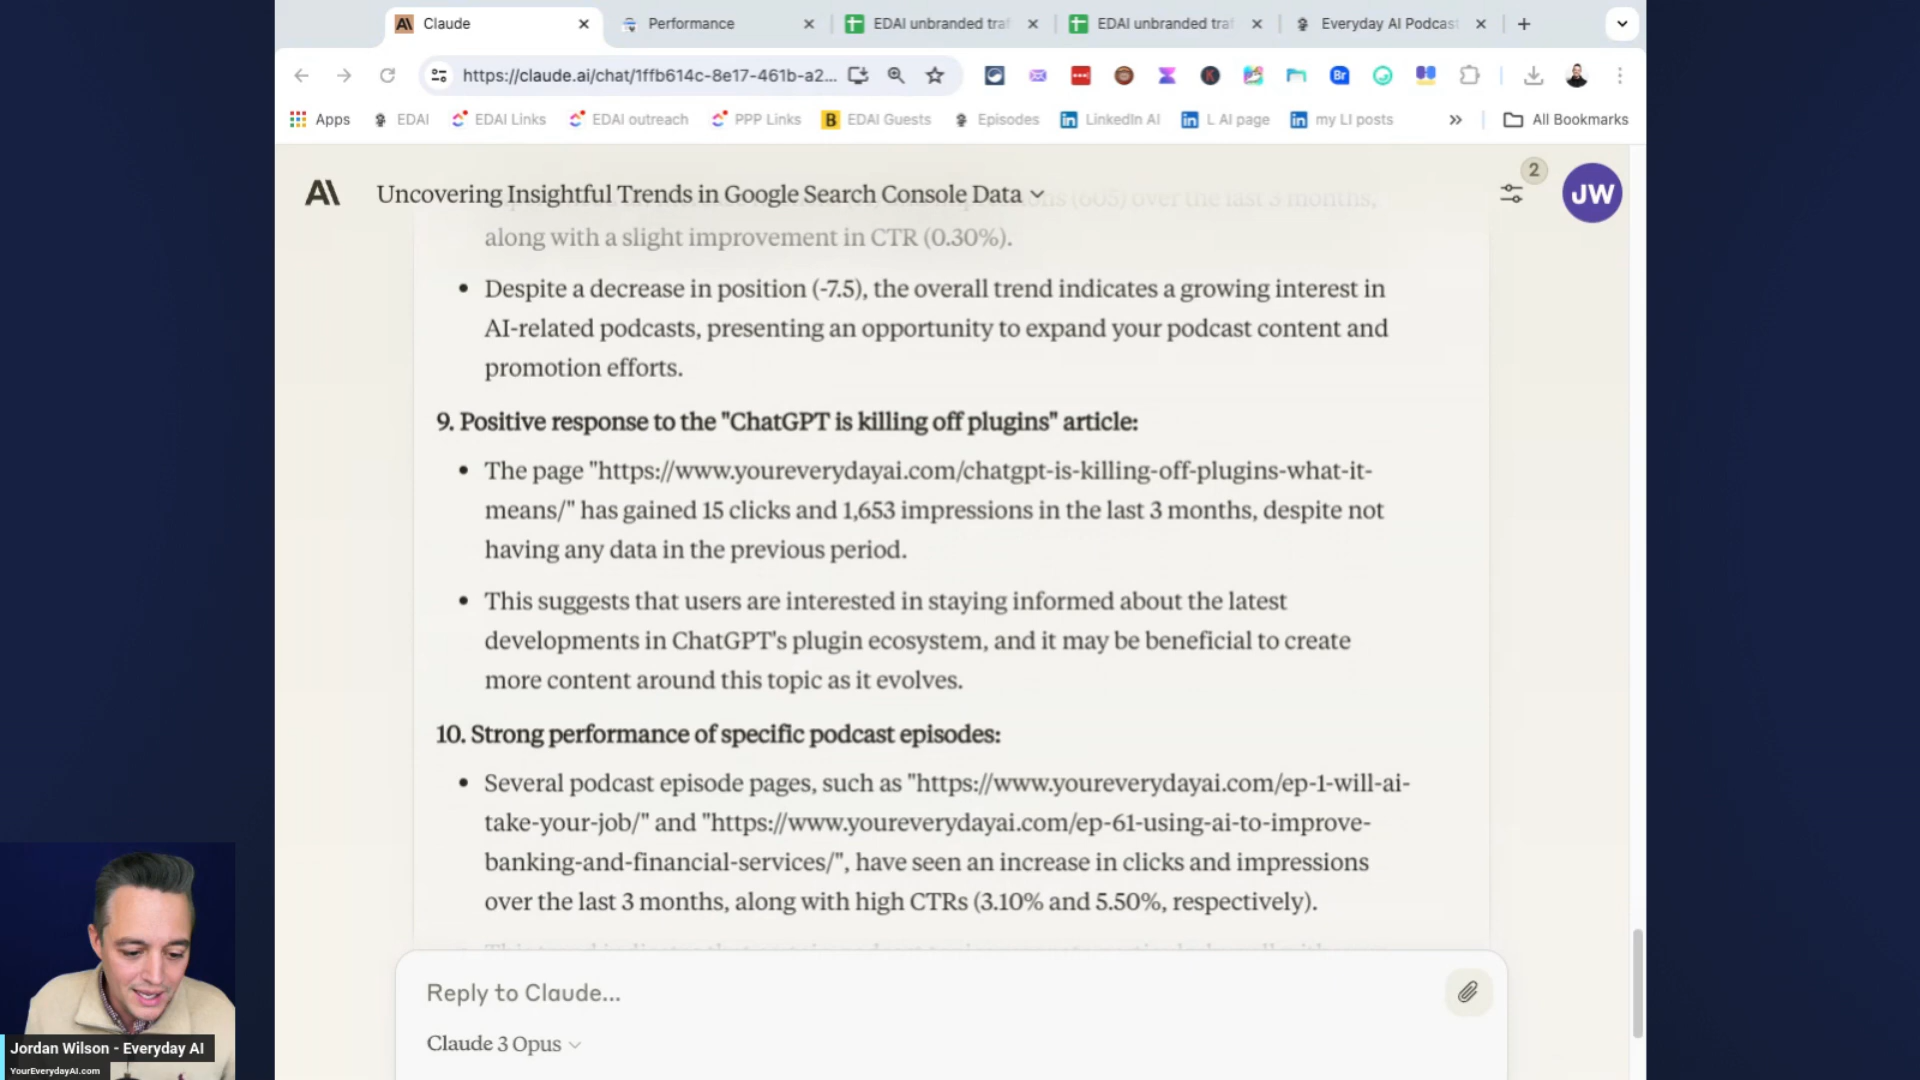 Claude
Performance
EDAI unbranded tra
EDAI unbranded tra
Everyday AI Podcas
https://claude.ai/chat/1ffb614c-8e17-461b-a2...
Apps
EDAI
EDAI Links
EDAI outreach
PPP Links
B
EDAI Guests
Episodes
LinkedIn AI
L AI page
my LI posts
All Bookmarks
Uncovering Insightful Trends in Google Search Console Data
2
JW
(605) over the last 3 months,
along with a slight improvement in CTR (0.30%).
• Despite a decrease in position (-7.5), the overall trend indicates a growing interest in
AI-related podcasts, presenting an opportunity to expand your podcast content and
promotion efforts.
9. Positive response to the "ChatGPT is killing off plugins" article:
• The page "https://www.youreverydayai.com/chatgpt-is-killing-off-plugins-what-it-
means/" has gained 15 clicks and 1,653 impressions in the last 3 months, despite not
having any data in the previous period.
• This suggests that users are interested in staying informed about the latest
developments in ChatGPT's plugin ecosystem, and it may be beneficial to create
more content around this topic as it evolves.
10. Strong performance of specific podcast episodes:
• Several podcast episode pages, such as "https://www.youreverydayai.com/ep-1-will-ai-
take-your-job/" and "https://www.youreverydayai.com/ep-61-using-ai-to-improve-
banking-and-financial-services/", have seen an increase in clicks and impressions
over the last 3 months, along with high CTRs (3.10% and 5.50%, respectively).
Reply to Claude...
Claude 3 Opus
Jordan Wilson - Everyday AI
YourEverydayAI.com